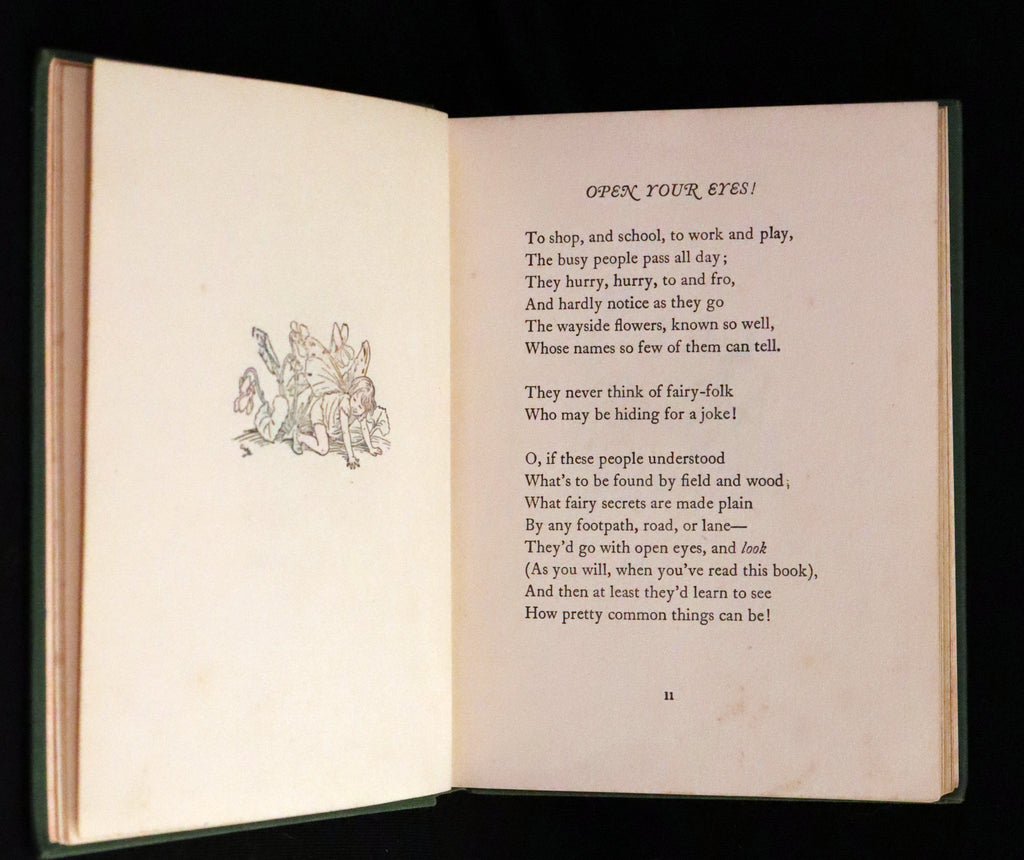 OPEN YOUR EYES!
To shop, and school, to work and play,
The busy people pass all day;
They hurry, hurry, to and fro,
And hardly notice as they go
The wayside flowers, known so well,
Whose names so few of them can tell.
They never think of fairy-folk
Who may be hiding for a joke!
O, if these people understood
What's to be found by field and wood;
What fairy secrets are made plain
By any footpath, road, or lane—
They'd go with open eyes, and look
(As you will, when you've read this book),
And then at least they'd learn to see
How pretty common things can be!
11